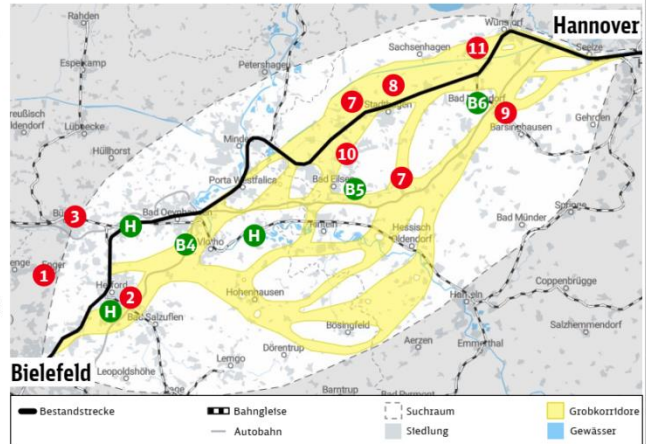 Hannover
Rahden
Wunstorf
Sachsenhagen
11
Seelze
Espelkamp
Petershagen
8
7
Stadthagen
B6
9
Gehrden
Barsinghausen
Lübbecke
Minden
Hüllhorst
10
Porta Westfalica
Bad Eilsen
B5
7
3
Bad Oeynhausen
H
Springe
Bad Münder
B4
Vlotho
H
Rinteln
Hessisch
Oldendorf
1
Enger
Herford
2
H
Bad Salzuflen
Hohenhausen
Hameln
Coppenbrügge
Bösingfeld
Aerzen
Emmerthal
Salzhemmendorf
Dörentrup
Lemgo
Leopoldshöhe
Barntrup
Bad Pyrmont
Bielefeld
Bestandstrecke
Bahngleise
Suchraum
Grobkorridore
Autobahn
Siedlung
Gewässer